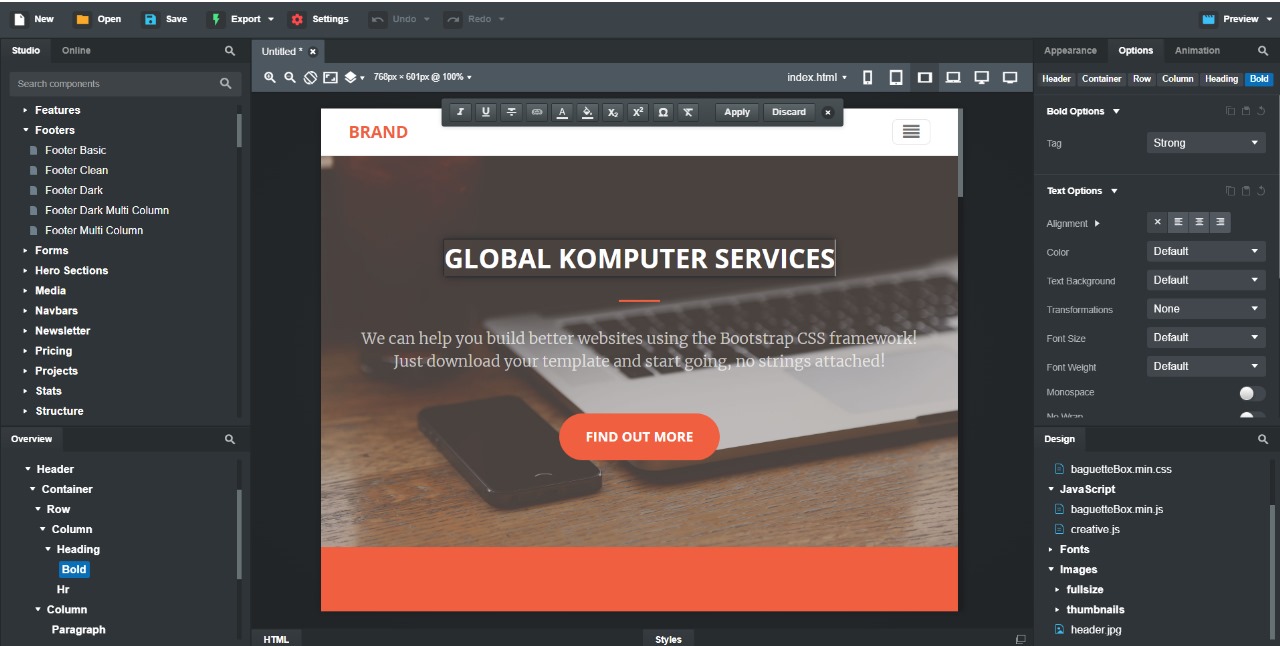 New Open Save Export Settings Undo Redo Preview
Studio Online
Search components
Features
Footers
Footer Basic
Footer Clean
Footer Dark
Footer Dark Multi Column
Footer Multi Column
Forms
Hero Sections
Media
Navbars
Newsletter
Pricing
Projects
Stats
Structure
Overview
Header
Container
Row
Column
Heading
Bold
Hr
Column
Paragraph
Untitled *
768px × 601px @ 100% index.html
I U T A X₂ X² Ω Apply Discard
BRAND
GLOBAL KOMPUTER SERVICES
We can help you build better websites using the Bootstrap CSS framework!
Just download your template and start going, no strings attached!
FIND OUT MORE
HTML Styles
Appearance Options Animation
Header Container Row Column Heading Bold
Bold Options
Tag Strong
Text Options
Alignment
Color Default
Text Background Default
Transformations None
Font Size Default
Font Weight Default
Monospace
No Wrap
Design
baguetteBox.min.css
JavaScript
baguetteBox.min.js
creative.js
Fonts
Images
fullsize
thumbnails
header.jpg